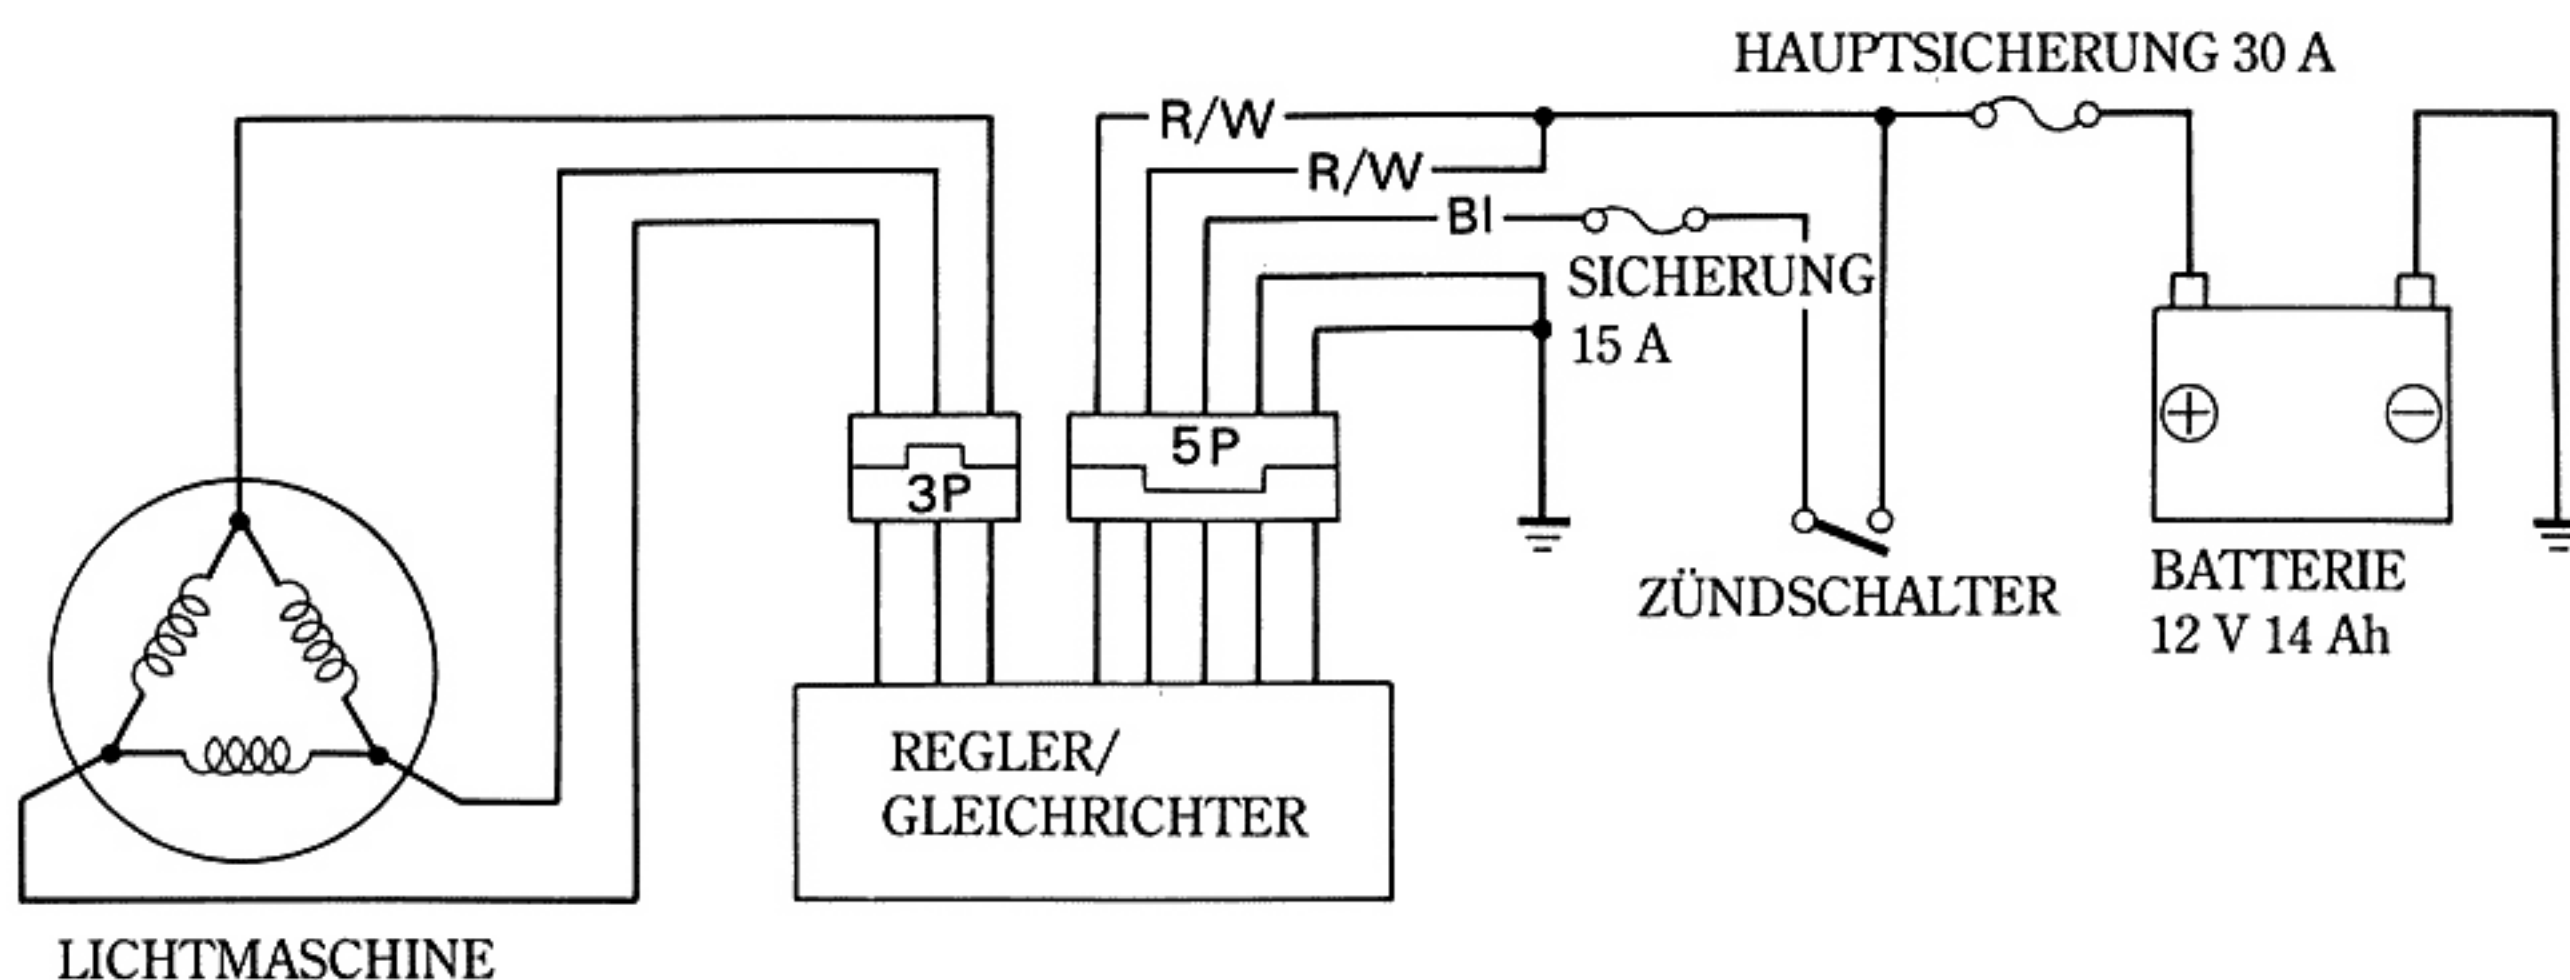 HAUPTSICHERUNG 30 A
R/W
R/W
Bl
SICHERUNG
15 A
5P
3P
ZÜNDSCHALTER
BATTERIE
12 V 14 Ah
REGLER/
GLEICHRICHTER
LICHTMASCHINE